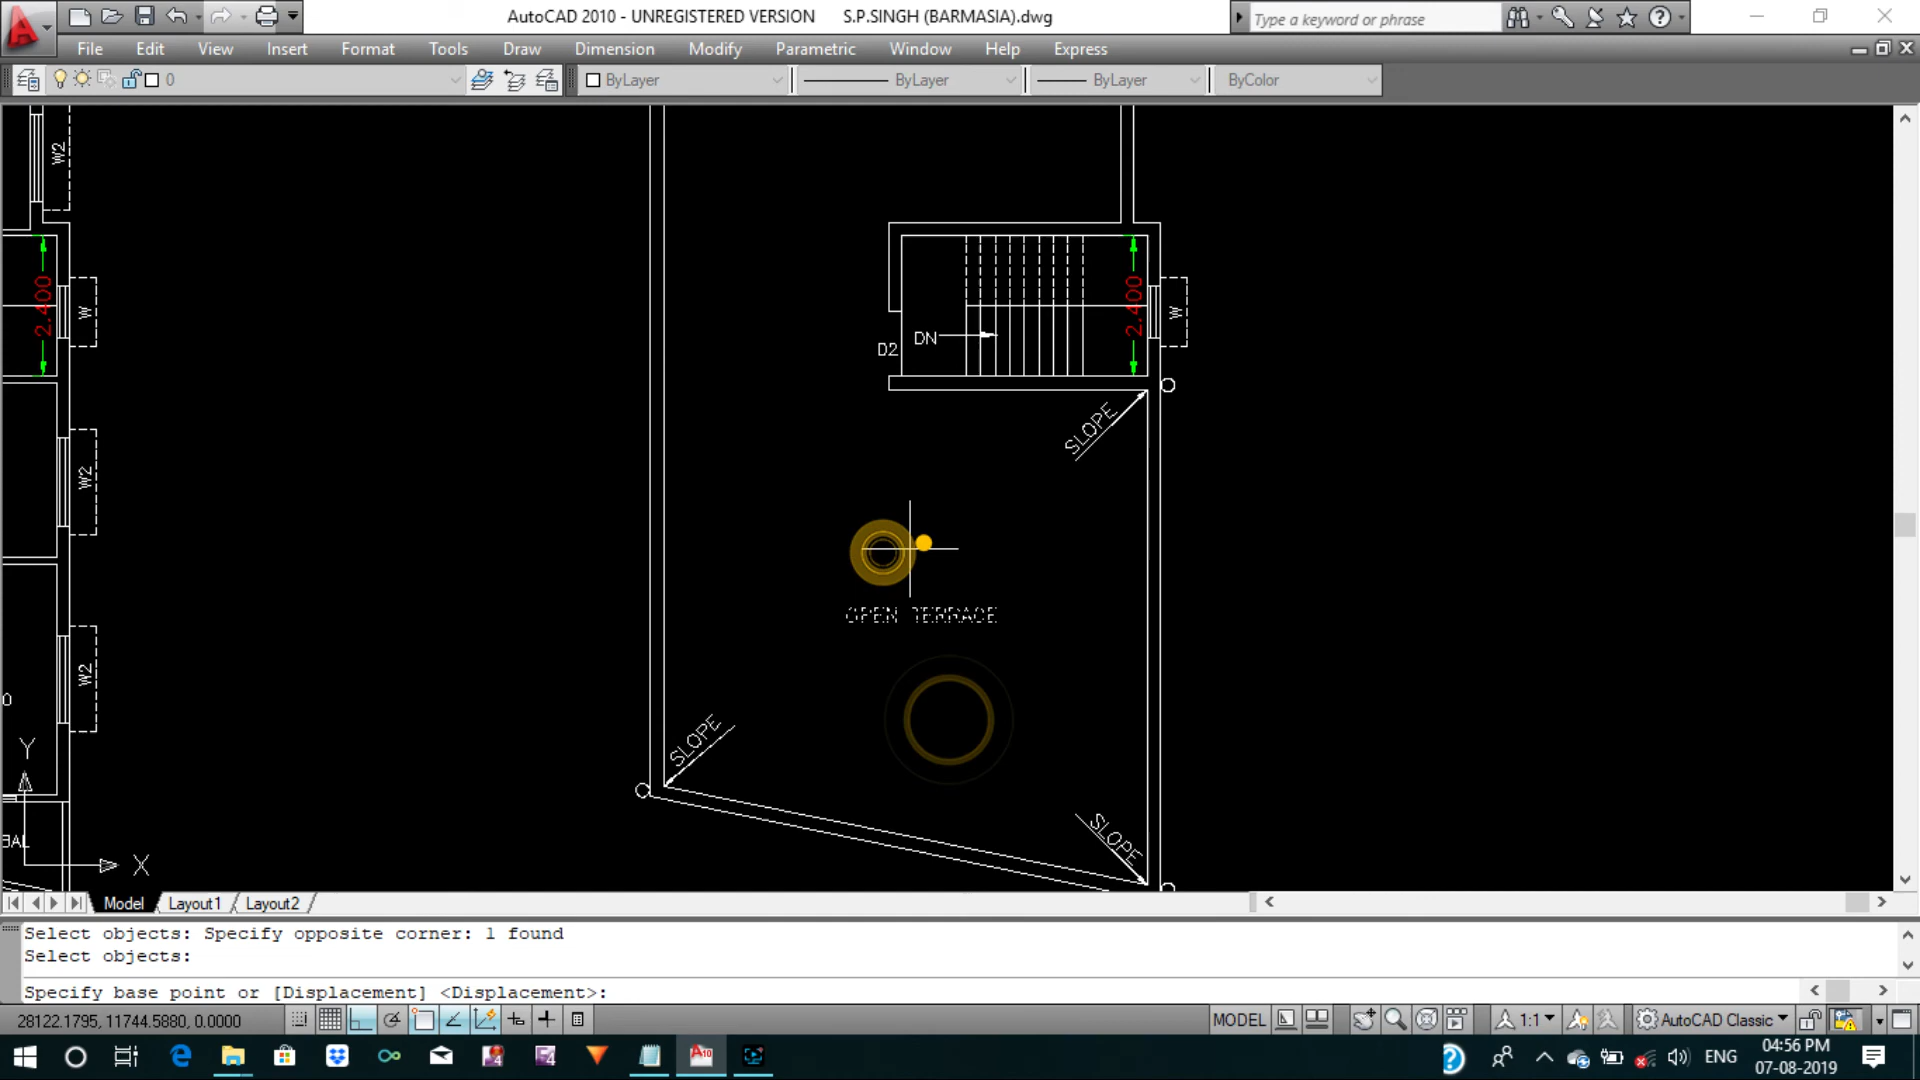 AutoCAD 2010 - UNREGISTERED VERSION S.P.SINGH (BARMASIA).dwg
Type a keyword or phrase
File Edit View Insert Format Tools Draw Dimension Modify Parametric Window Help Express
0 ByLayer ByLayer ByLayer ByColor
W2
2.400
W
DN
D2
2.400
W
SLOPE
W2
OPEN TERRACE
W2
SLOPE
Y
SLOPE
BAL
X
Model Layout1 Layout2
Select objects: Specify opposite corner: 1 found
Select objects:
Specify base point or [Displacement] <Displacement>:
28122.1795, 11744.5880, 0.0000 MODEL 1:1 AutoCAD Classic
ENG 04:56 PM
07-08-2019